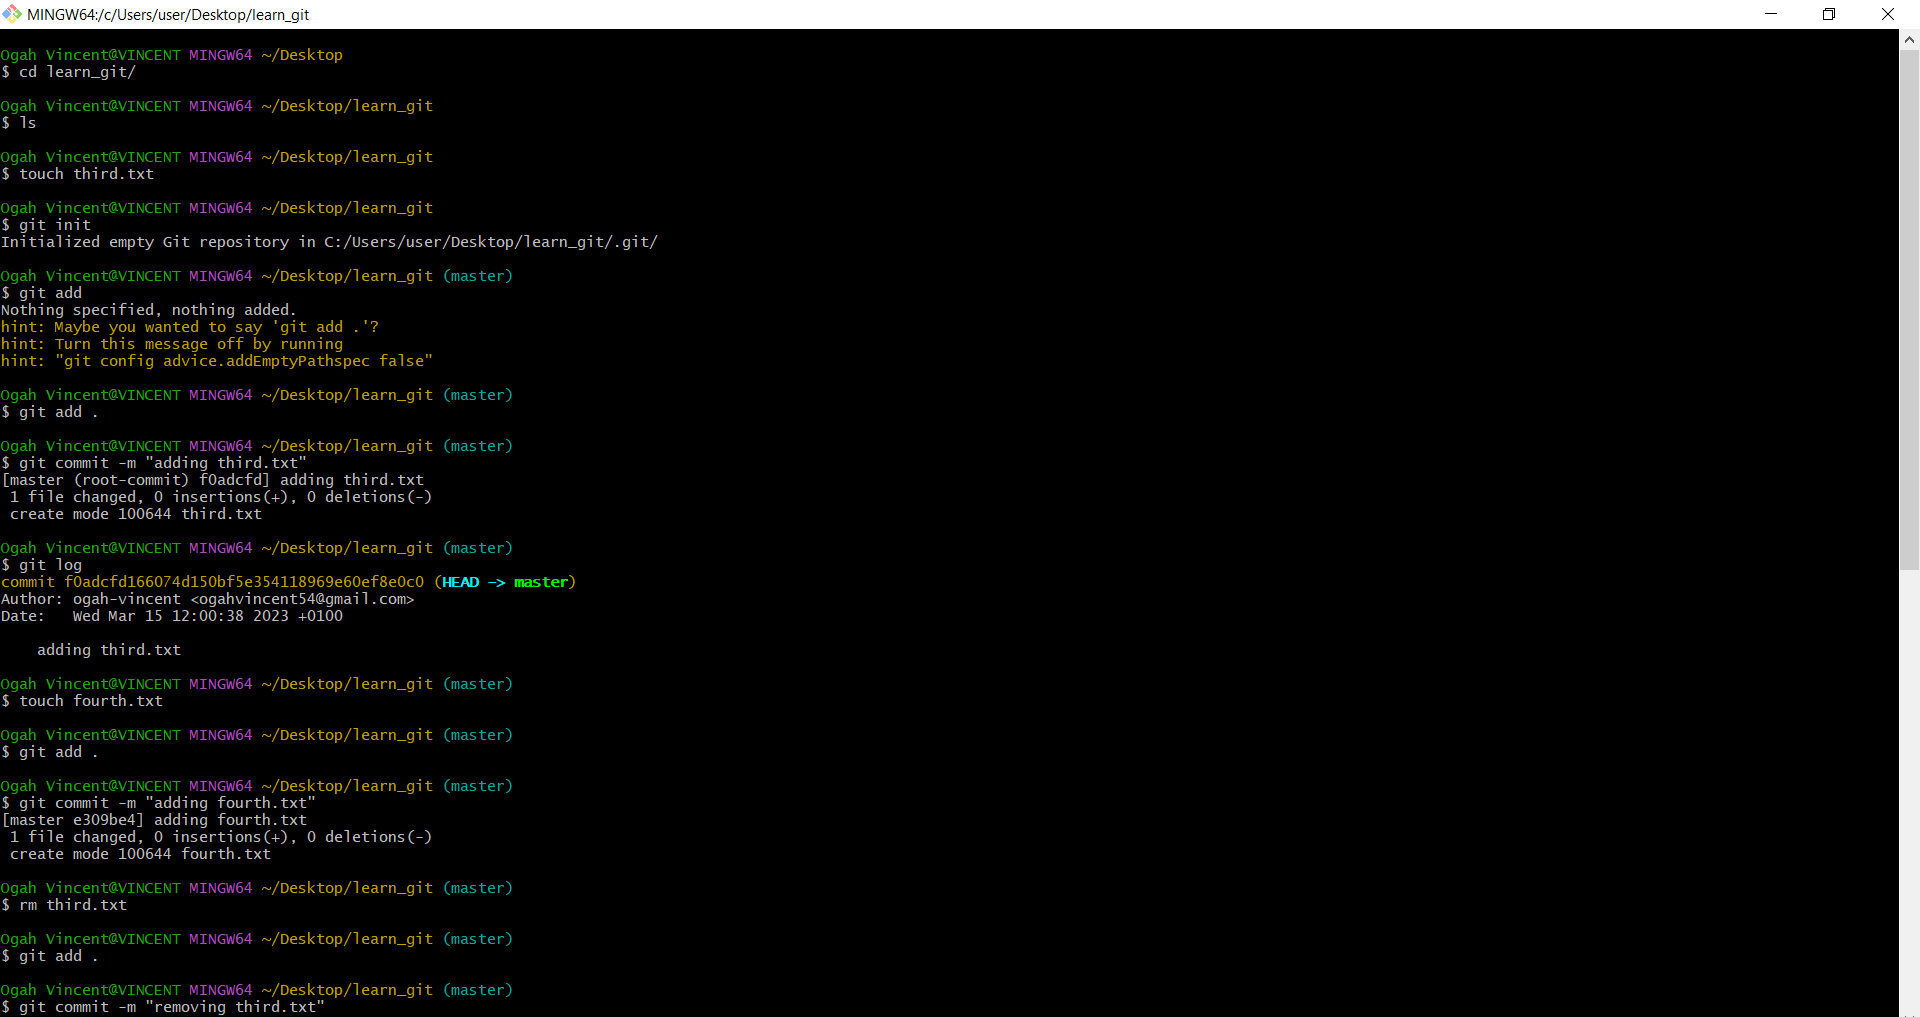 MINGW64:/c/Users/user/Desktop/learn_git
Ogah Vincent@VINCENT MINGW64 ~/Desktop
$ cd learn_git/
Ogah Vincent@VINCENT MINGW64 ~/Desktop/learn_git
$ ls
Ogah Vincent@VINCENT MINGW64 ~/Desktop/learn_git
$ touch third.txt
Ogah Vincent@VINCENT MINGW64 ~/Desktop/learn_git
$ git init
Initialized empty Git repository in C:/Users/user/Desktop/learn_git/.git/
Ogah Vincent@VINCENT MINGW64 ~/Desktop/learn_git (master)
$ git add
Nothing specified, nothing added.
hint: Maybe you wanted to say 'git add .'?
hint: Turn this message off by running
hint: "git config advice.addEmptyPathspec false"
Ogah Vincent@VINCENT MINGW64 ~/Desktop/learn_git (master)
$ git add .
Ogah Vincent@VINCENT MINGW64 ~/Desktop/learn_git (master)
$ git commit -m "adding third.txt"
[master (root-commit) f0adcfd] adding third.txt
 1 file changed, 0 insertions(+), 0 deletions(-)
 create mode 100644 third.txt
Ogah Vincent@VINCENT MINGW64 ~/Desktop/learn_git (master)
$ git log
commit f0adcfd166074d150bf5e354118969e60ef8e0c0 (HEAD -> master)
Author: ogah-vincent <ogahvincent54@gmail.com>
Date:   Wed Mar 15 12:00:38 2023 +0100
    adding third.txt
Ogah Vincent@VINCENT MINGW64 ~/Desktop/learn_git (master)
$ touch fourth.txt
Ogah Vincent@VINCENT MINGW64 ~/Desktop/learn_git (master)
$ git add .
Ogah Vincent@VINCENT MINGW64 ~/Desktop/learn_git (master)
$ git commit -m "adding fourth.txt"
[master e309be4] adding fourth.txt
 1 file changed, 0 insertions(+), 0 deletions(-)
 create mode 100644 fourth.txt
Ogah Vincent@VINCENT MINGW64 ~/Desktop/learn_git (master)
$ rm third.txt
Ogah Vincent@VINCENT MINGW64 ~/Desktop/learn_git (master)
$ git add .
Ogah Vincent@VINCENT MINGW64 ~/Desktop/learn_git (master)
$ git commit -m "removing third.txt"